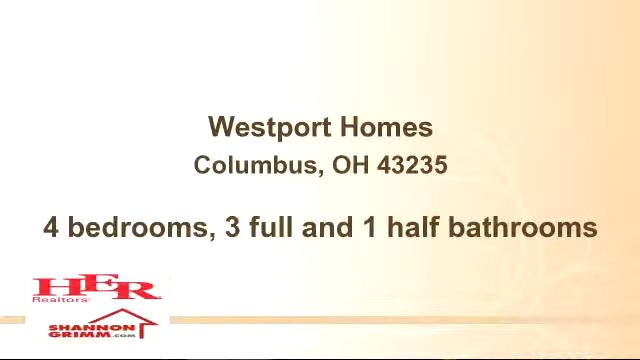 Westport Homes
Columbus, OH 43235
4 bedrooms, 3 full and 1 half bathrooms
HER
Realtors
SHANNON
GRIMM.com